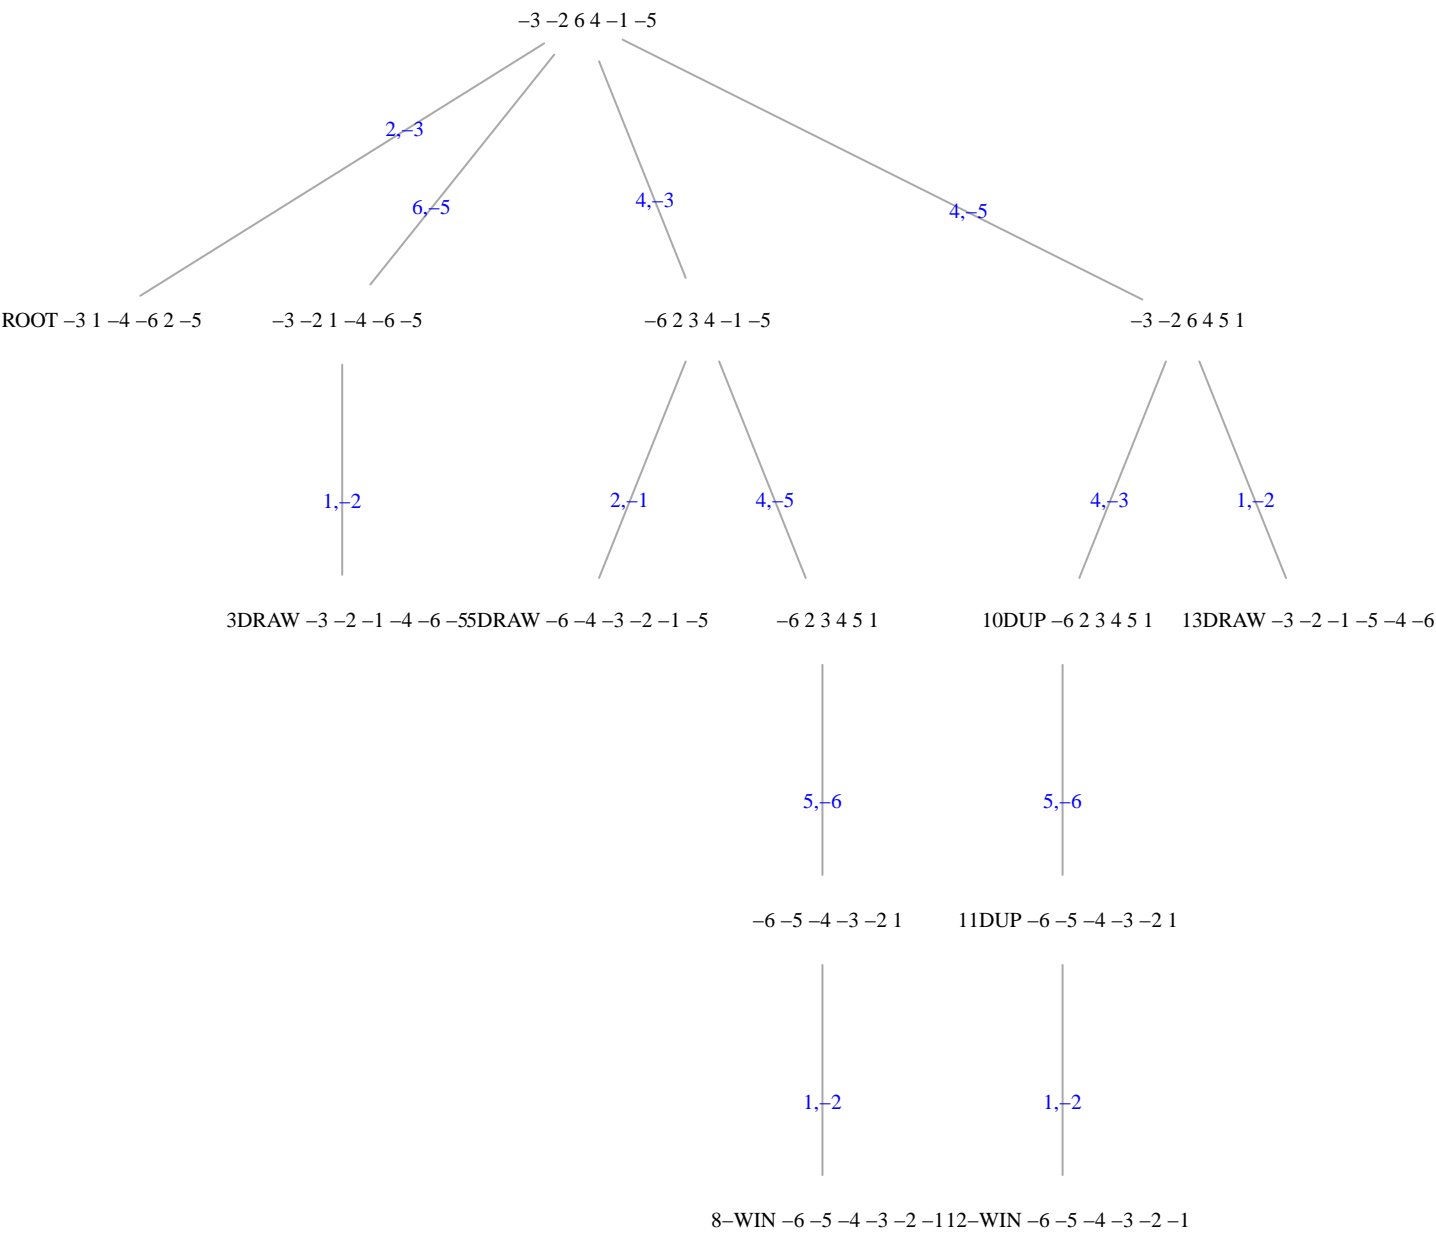 –3 –2 6 4 –1 –5
2,–3
6,–5
4,–3
4,–5
ROOT –3 1 –4 –6 2 –5
–3 –2 1 –4 –6 –5
–6 2 3 4 –1 –5
–3 –2 6 4 5 1
1,–2
2,–1
4,–5
4,–3
1,–2
3DRAW –3 –2 –1 –4 –6 –5
5DRAW –6 –4 –3 –2 –1 –5
–6 2 3 4 5 1
10DUP –6 2 3 4 5 1
13DRAW –3 –2 –1 –5 –4 –6
5,–6
5,–6
–6 –5 –4 –3 –2 1
11DUP –6 –5 –4 –3 –2 1
1,–2
1,–2
8–WIN –6 –5 –4 –3 –2 –1
12–WIN –6 –5 –4 –3 –2 –1